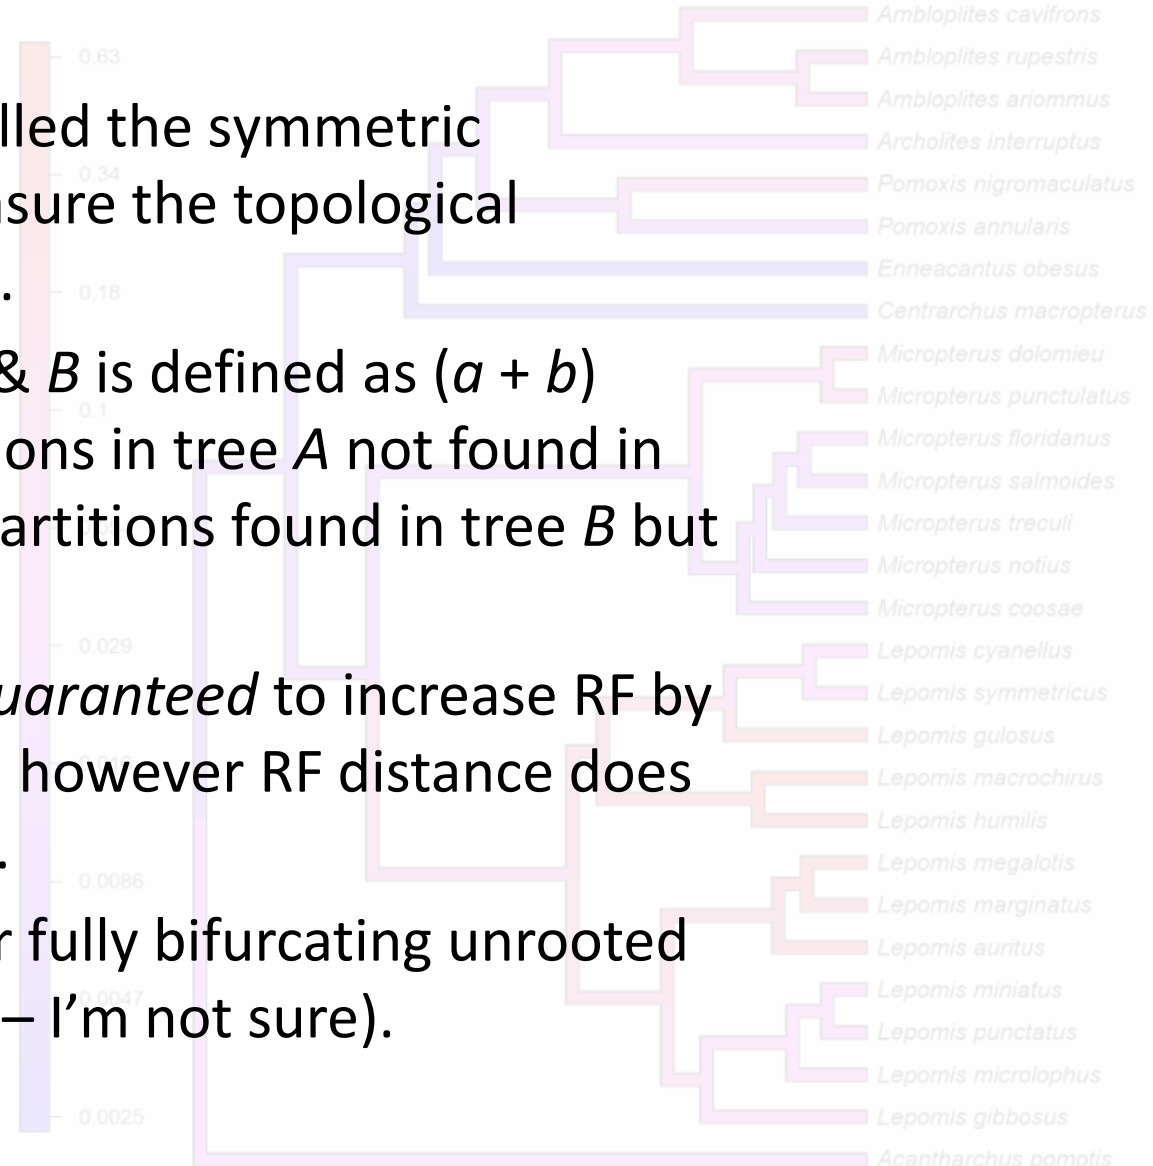 lled the symmetric
sure the topological
.
& B is defined as (a + b)
ons in tree A not found in
artitions found in tree B but
uaranteed to increase RF by
however RF distance does
.
r fully bifurcating unrooted
– I’m not sure).
0.63
0.34
0.18
0.1
0.029
0.0086
0.0047
0.0025
Ambloplites cavifrons
Ambloplites rupestris
Ambloplites ariommus
Archolites interruptus
Pomoxis nigromaculatus
Pomoxis annularis
Enneacantus obesus
Centrarchus macropterus
Micropterus dolomieu
Micropterus punctulatus
Micropterus floridanus
Micropterus salmoides
Micropterus treculi
Micropterus notius
Micropterus coosae
Lepomis cyanellus
Lepomis symmetricus
Lepomis gulosus
Lepomis macrochirus
Lepomis humilis
Lepomis megalotis
Lepomis marginatus
Lepomis auritus
Lepomis miniatus
Lepomis punctatus
Lepomis microlophus
Lepomis gibbosus
Acantharchus pomotis